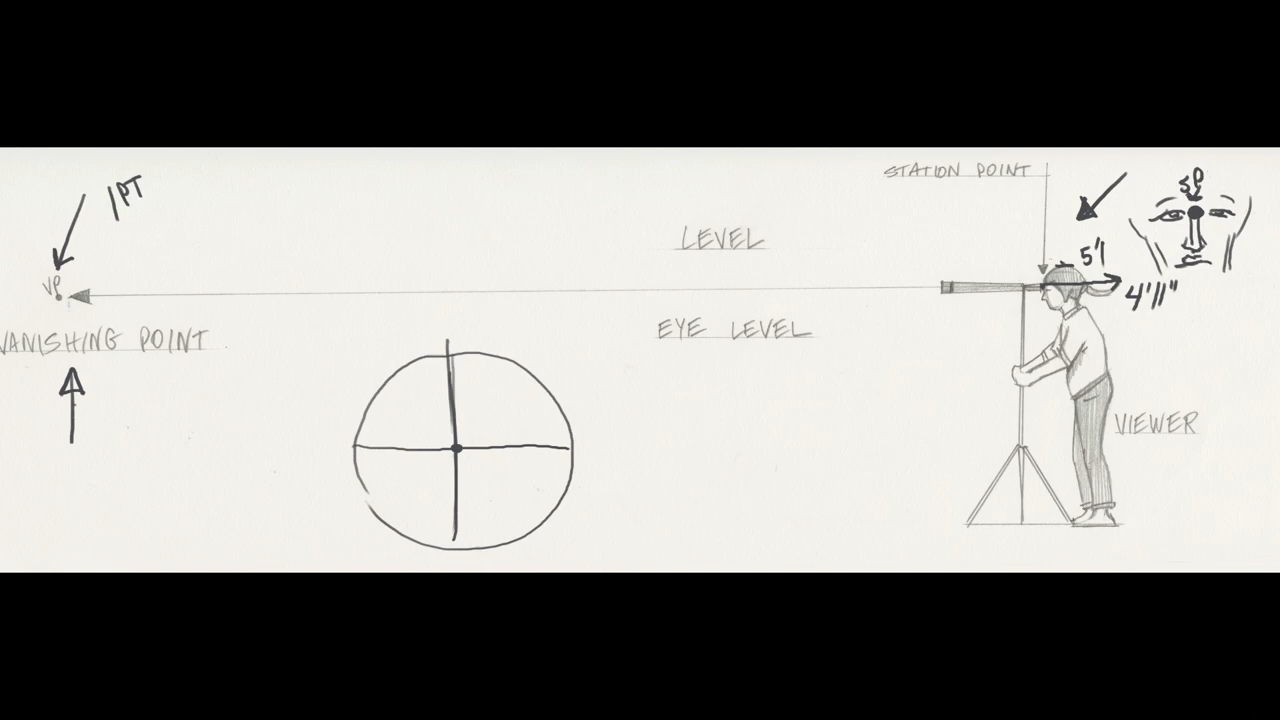 1PT
STATION POINT
SP
LEVEL
5'1
VP
4'11"
VANISHING POINT
EYE LEVEL
VIEWER